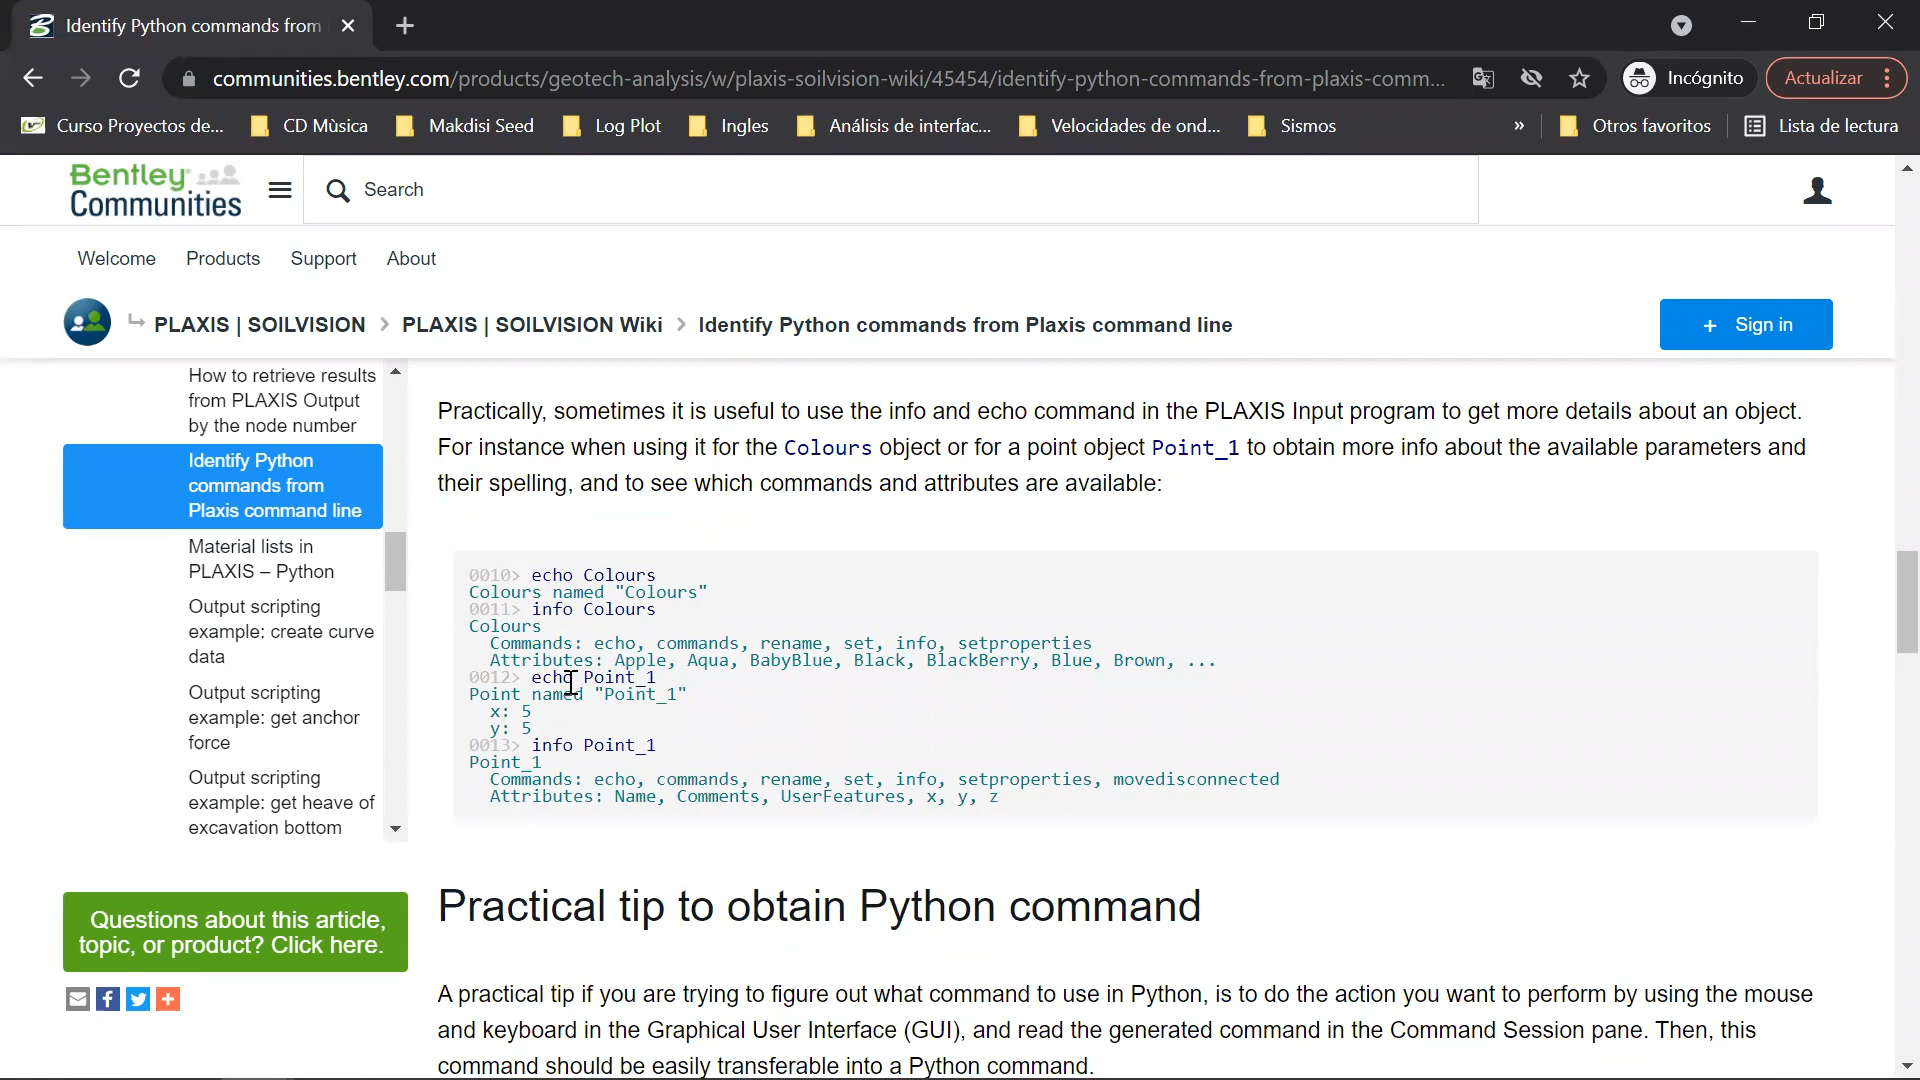 Identify Python commands from
communities.bentley.com/products/geotech-analysis/w/plaxis-soilvision-wiki/45454/identify-python-commands-from-plaxis-comm...
Incógnito
Actualizar
Curso Proyectos de...
CD Mùsica
Makdisi Seed
Log Plot
Ingles
Análisis de interfac...
Velocidades de ond...
Sismos
»
Otros favoritos
Lista de lectura
Bentley
Communities
Search
Welcome
Products
Support
About
PLAXIS | SOILVISION > PLAXIS | SOILVISION Wiki > Identify Python commands from Plaxis command line
+ Sign in
How to retrieve results
from PLAXIS Output
by the node number
Identify Python
commands from
Plaxis command line
Material lists in
PLAXIS – Python
Output scripting
example: create curve
data
Output scripting
example: get anchor
force
Output scripting
example: get heave of
excavation bottom
Questions about this article,
topic, or product? Click here.
Practically, sometimes it is useful to use the info and echo command in the PLAXIS Input program to get more details about an object.
For instance when using it for the Colours object or for a point object Point_1 to obtain more info about the available parameters and
their spelling, and to see which commands and attributes are available:
0010> echo Colours
Colours named "Colours"
0011> info Colours
Colours
Commands: echo, commands, rename, set, info, setproperties
Attributes: Apple, Aqua, BabyBlue, Black, BlackBerry, Blue, Brown, ...
0012> echo Point_1
Point named "Point_1"
x: 5
y: 5
0013> info Point_1
Point_1
Commands: echo, commands, rename, set, info, setproperties, movedisconnected
Attributes: Name, Comments, UserFeatures, x, y, z
Practical tip to obtain Python command
A practical tip if you are trying to figure out what command to use in Python, is to do the action you want to perform by using the mouse
and keyboard in the Graphical User Interface (GUI), and read the generated command in the Command Session pane. Then, this
command should be easily transferable into a Python command.